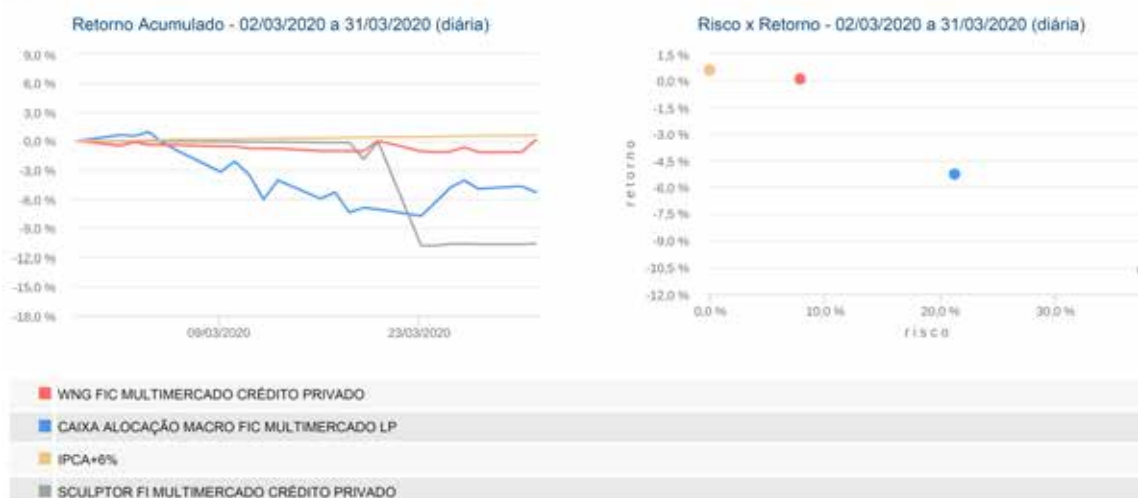 Retorno Acumulado - 02/03/2020 a 31/03/2020 (diária)
9,0 %
6,0 %
3,0 %
0,0 %
-3,0 %
-6,0 %
-9,0 %
-12,0 %
-15,0 %
-18,0 %
09/03/2020 23/03/2020
Risco x Retorno - 02/03/2020 a 31/03/2020 (diária)
retorno
1,5 %
0,0 %
-1,5 %
-3,0 %
-4,5 %
-6,0 %
-7,5 %
-9,0 %
-10,5 %
-12,0 %
0,0 % 10,0 % 20,0 % 30,0 %
risco
WNG FIC MULTIMERCADO CRÉDITO PRIVADO
CAIXA ALOCAÇÃO MACRO FIC MULTIMERCADO LP
IPCA+6%
SCULPTOR FI MULTIMERCADO CRÉDITO PRIVADO